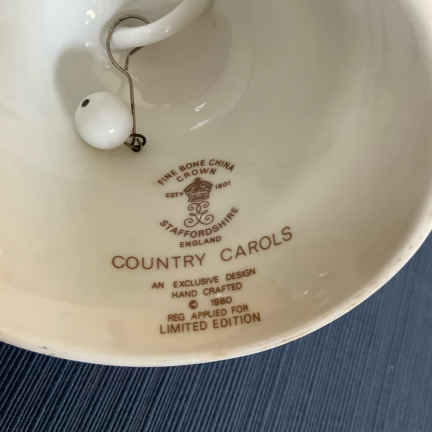 FINE BONE CHINA
CROWN
ESTD 1801
STAFFORDSHIRE
ENGLAND
COUNTRY CAROLS
AN EXCLUSIVE DESIGN
HAND CRAFTED
© 1980
REG APPLIED FOR
LIMITED EDITION